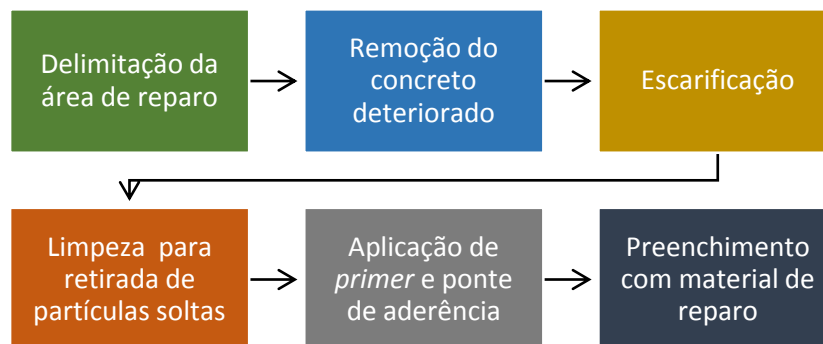 Delimitação da
área de reparo
Remoção do
concreto
deteriorado
Escarificação
Limpeza para
retirada de
partículas soltas
Aplicação de
primer e ponte
de aderência
Preenchimento
com material de
reparo